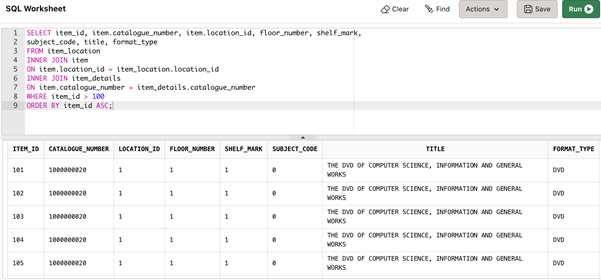 SQL Worksheet
Clear Find Actions Save Run
1 SELECT item_id, item.catalogue_number, item.location_id, floor_number, shelf_mark,
2 subject_code, title, format_type
3 FROM item_location
4 INNER JOIN item
5 ON item.location_id = item_location.location_id
6 INNER JOIN item_details
7 ON item.catalogue_number = item_details.catalogue_number
8 WHERE item_id > 100
9 ORDER BY item_id ASC;
ITEM_ID CATALOGUE_NUMBER LOCATION_ID FLOOR_NUMBER SHELF_MARK SUBJECT_CODE TITLE FORMAT_TYPE
101 1000000020 1 1 1 0 THE DVD OF COMPUTER SCIENCE, INFORMATION AND GENERAL DVD
WORKS
102 1000000020 1 1 1 0 THE DVD OF COMPUTER SCIENCE, INFORMATION AND GENERAL DVD
WORKS
103 1000000020 1 1 1 0 THE DVD OF COMPUTER SCIENCE, INFORMATION AND GENERAL DVD
WORKS
104 1000000020 1 1 1 0 THE DVD OF COMPUTER SCIENCE, INFORMATION AND GENERAL DVD
WORKS
105 1000000020 1 1 1 0 THE DVD OF COMPUTER SCIENCE, INFORMATION AND GENERAL DVD
WORKS